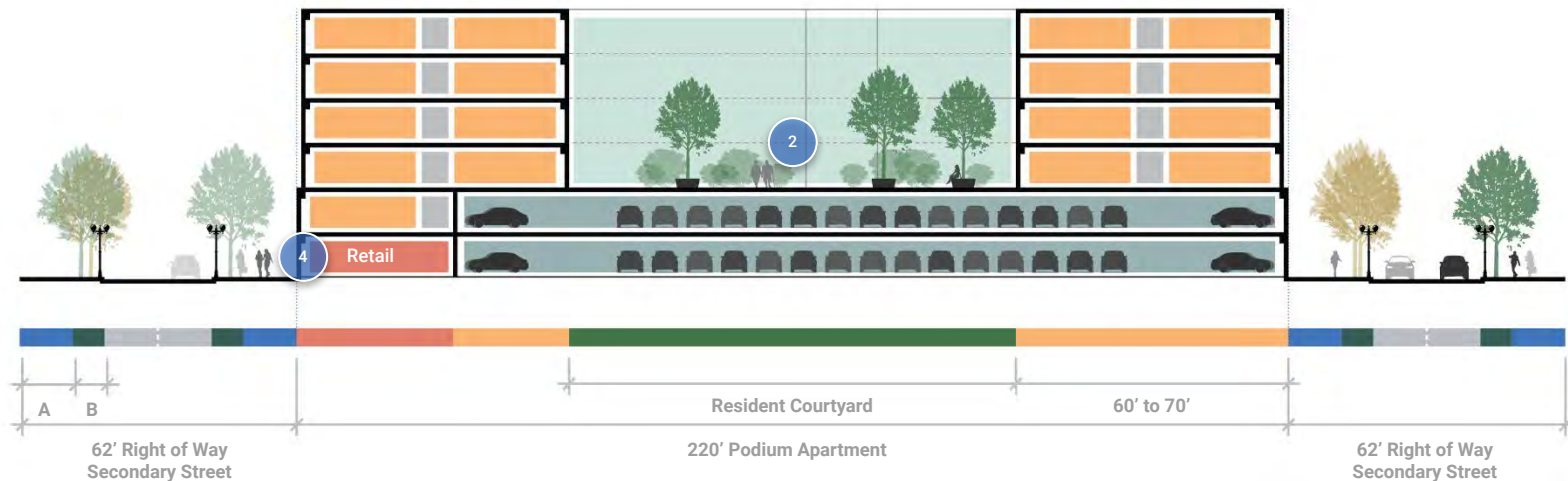 2
4
Retail
A
B
Resident Courtyard
60’ to 70’
62’ Right of Way
Secondary Street
220’ Podium Apartment
62’ Right of Way
Secondary Street